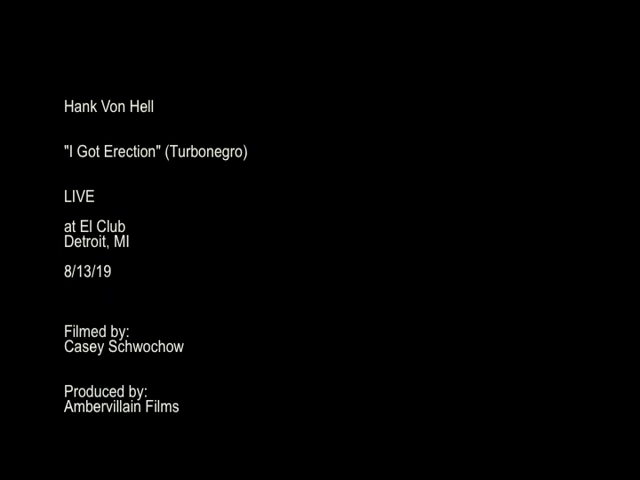 Hank Von Hell
"I Got Erection" (Turbonegro)
LIVE
at El Club
Detroit, MI
8/13/19
Filmed by:
Casey Schwochow
Produced by:
Ambervillain Films